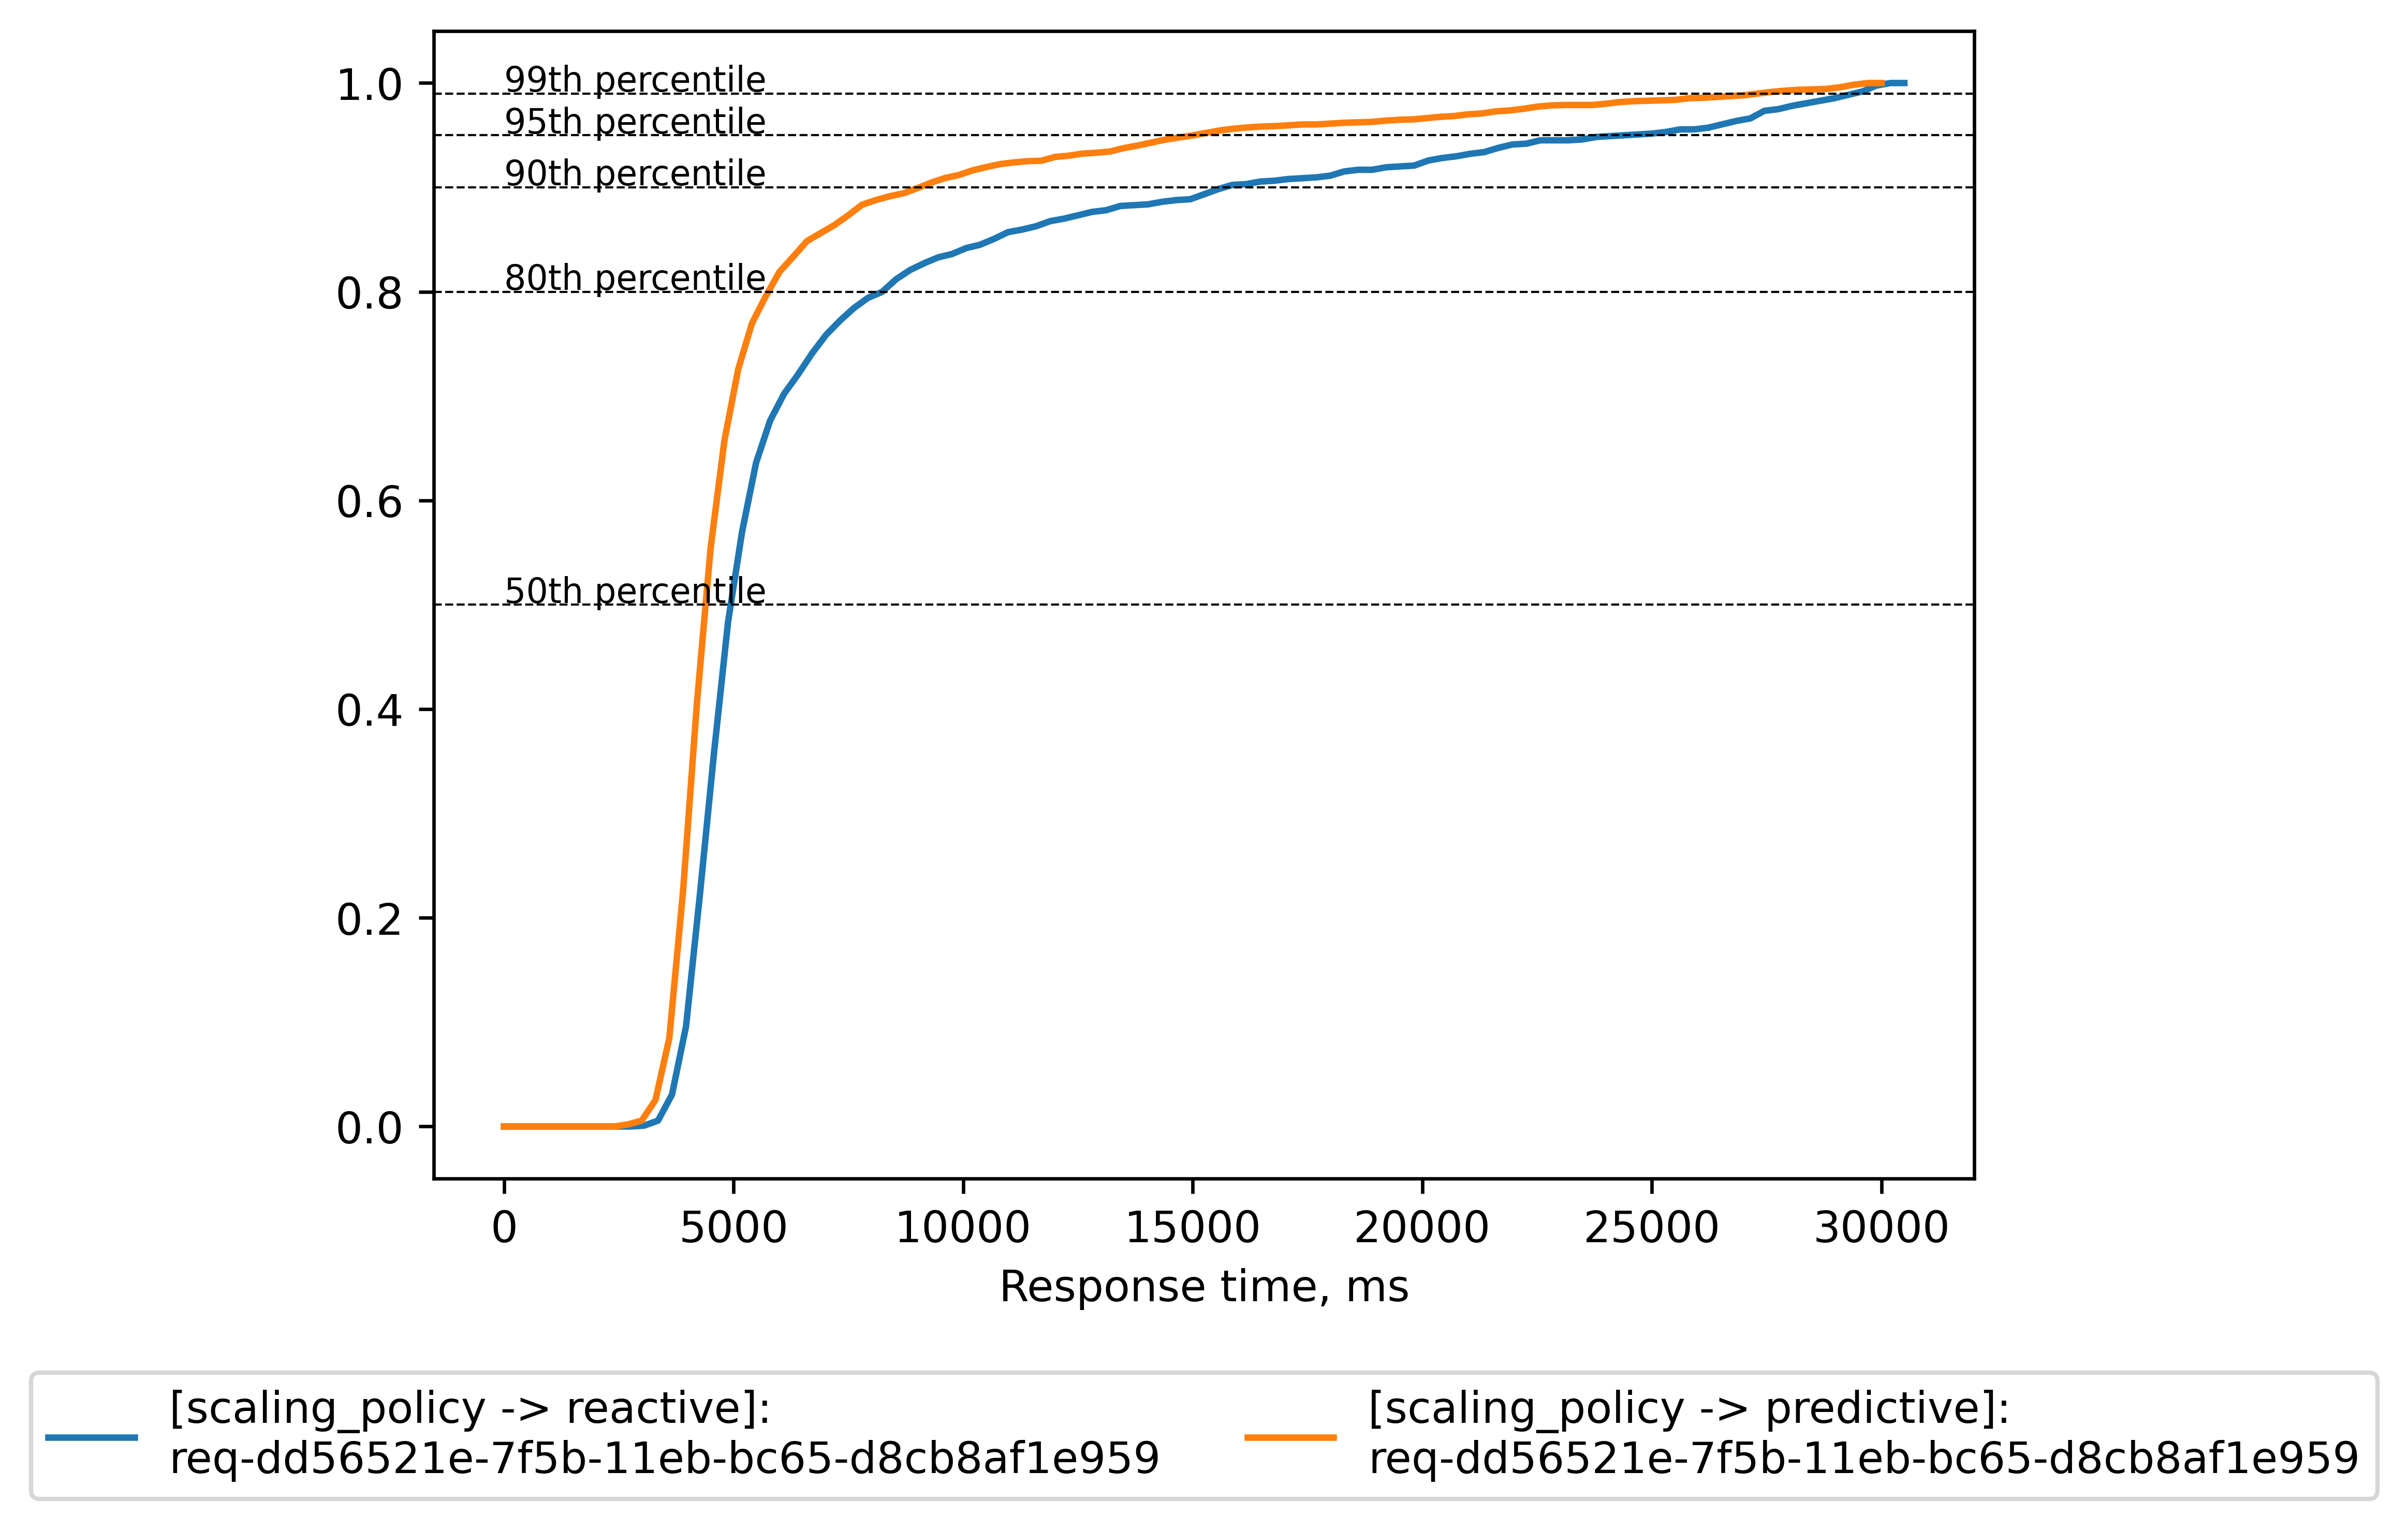 1.0
0.8
0.6
0.4
0.2
0.0
99th percentile
95th percentile
90th percentile
80th percentile
50th percentile
0
5000
10000
15000
20000
25000
30000
Response time, ms
[scaling_policy -> reactive]:
req-dd56521e-7f5b-11eb-bc65-d8cb8af1e959
[scaling_policy -> predictive]:
req-dd56521e-7f5b-11eb-bc65-d8cb8af1e959